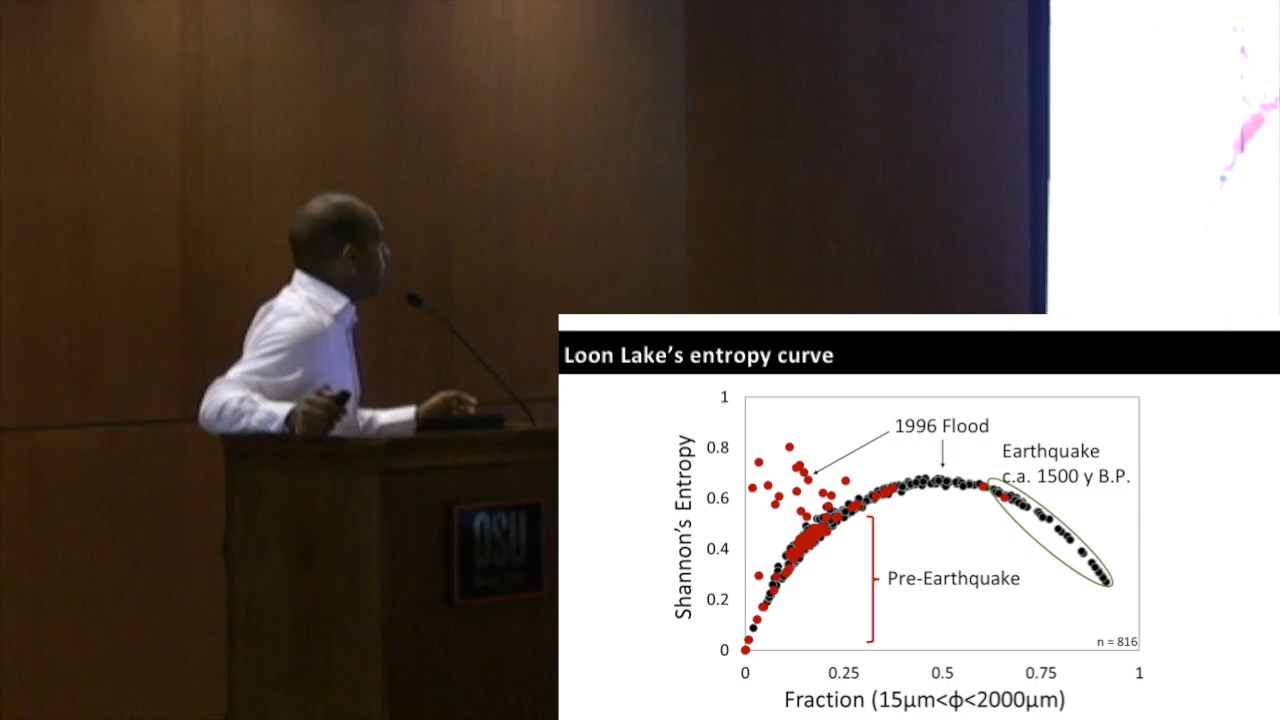 OSU
Loon Lake's entropy curve
1
0.8
0.6
0.4
0.2
0
Shannon's Entropy
1996 Flood
Earthquake
c.a. 1500 y B.P.
Pre-Earthquake
n = 816
0
0.25
0.5
0.75
1
Fraction (15µm<ϕ<2000µm)